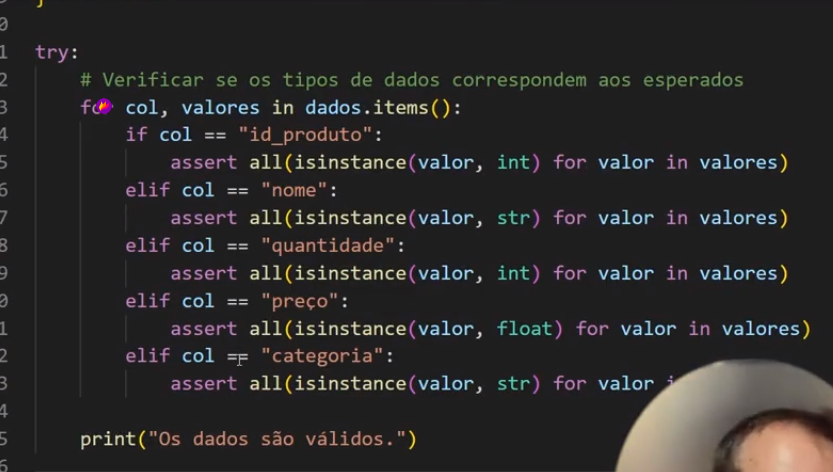 }
0
1 try:
2 # Verificar se os tipos de dados correspondem aos esperados
3 for col, valores in dados.items():
4 if col == "id_produto":
5 assert all(isinstance(valor, int) for valor in valores)
6 elif col == "nome":
7 assert all(isinstance(valor, str) for valor in valores)
8 elif col == "quantidade":
9 assert all(isinstance(valor, int) for valor in valores)
0 elif col == "preço":
1 assert all(isinstance(valor, float) for valor in valores)
2 elif col == "categoria":
3 assert all(isinstance(valor, str) for valor
4
5 print("Os dados são válidos.")
6